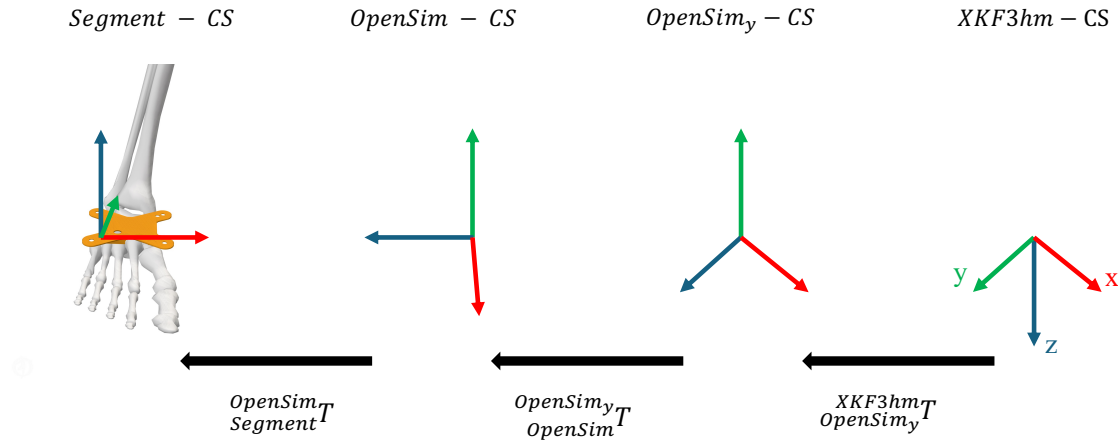 Segment − CS
OpenSim − CS
OpenSim_y − CS
XKF3hm − CS
y
x
z
OpenSim
Segment T
OpenSim_y
OpenSim T
XKF3hm
OpenSim_y T